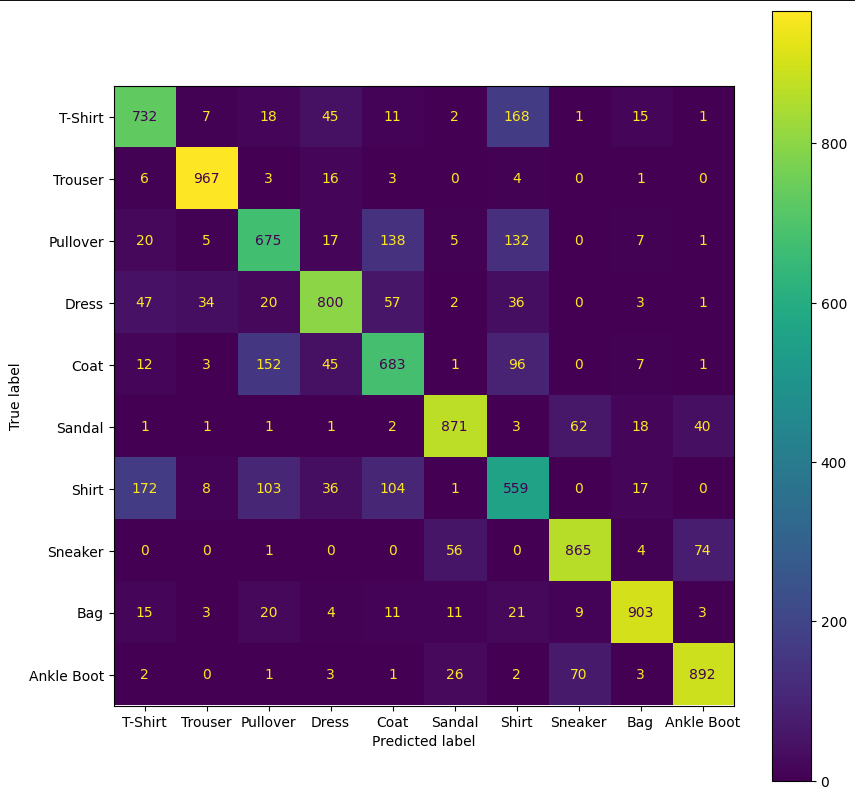 T-Shirt 732 7 18 45 11 2 168 1 15 1
Trouser 6 967 3 16 3 0 4 0 1 0
Pullover 20 5 675 17 138 5 132 0 7 1
Dress 47 34 20 800 57 2 36 0 3 1
Coat 12 3 152 45 683 1 96 0 7 1
Sandal 1 1 1 1 2 871 3 62 18 40
Shirt 172 8 103 36 104 1 559 0 17 0
Sneaker 0 0 1 0 0 56 0 865 4 74
Bag 15 3 20 4 11 11 21 9 903 3
Ankle Boot 2 0 1 3 1 26 2 70 3 892
T-Shirt Trouser Pullover Dress Coat Sandal Shirt Sneaker Bag Ankle Boot
Predicted label
True label
800
600
400
200
0